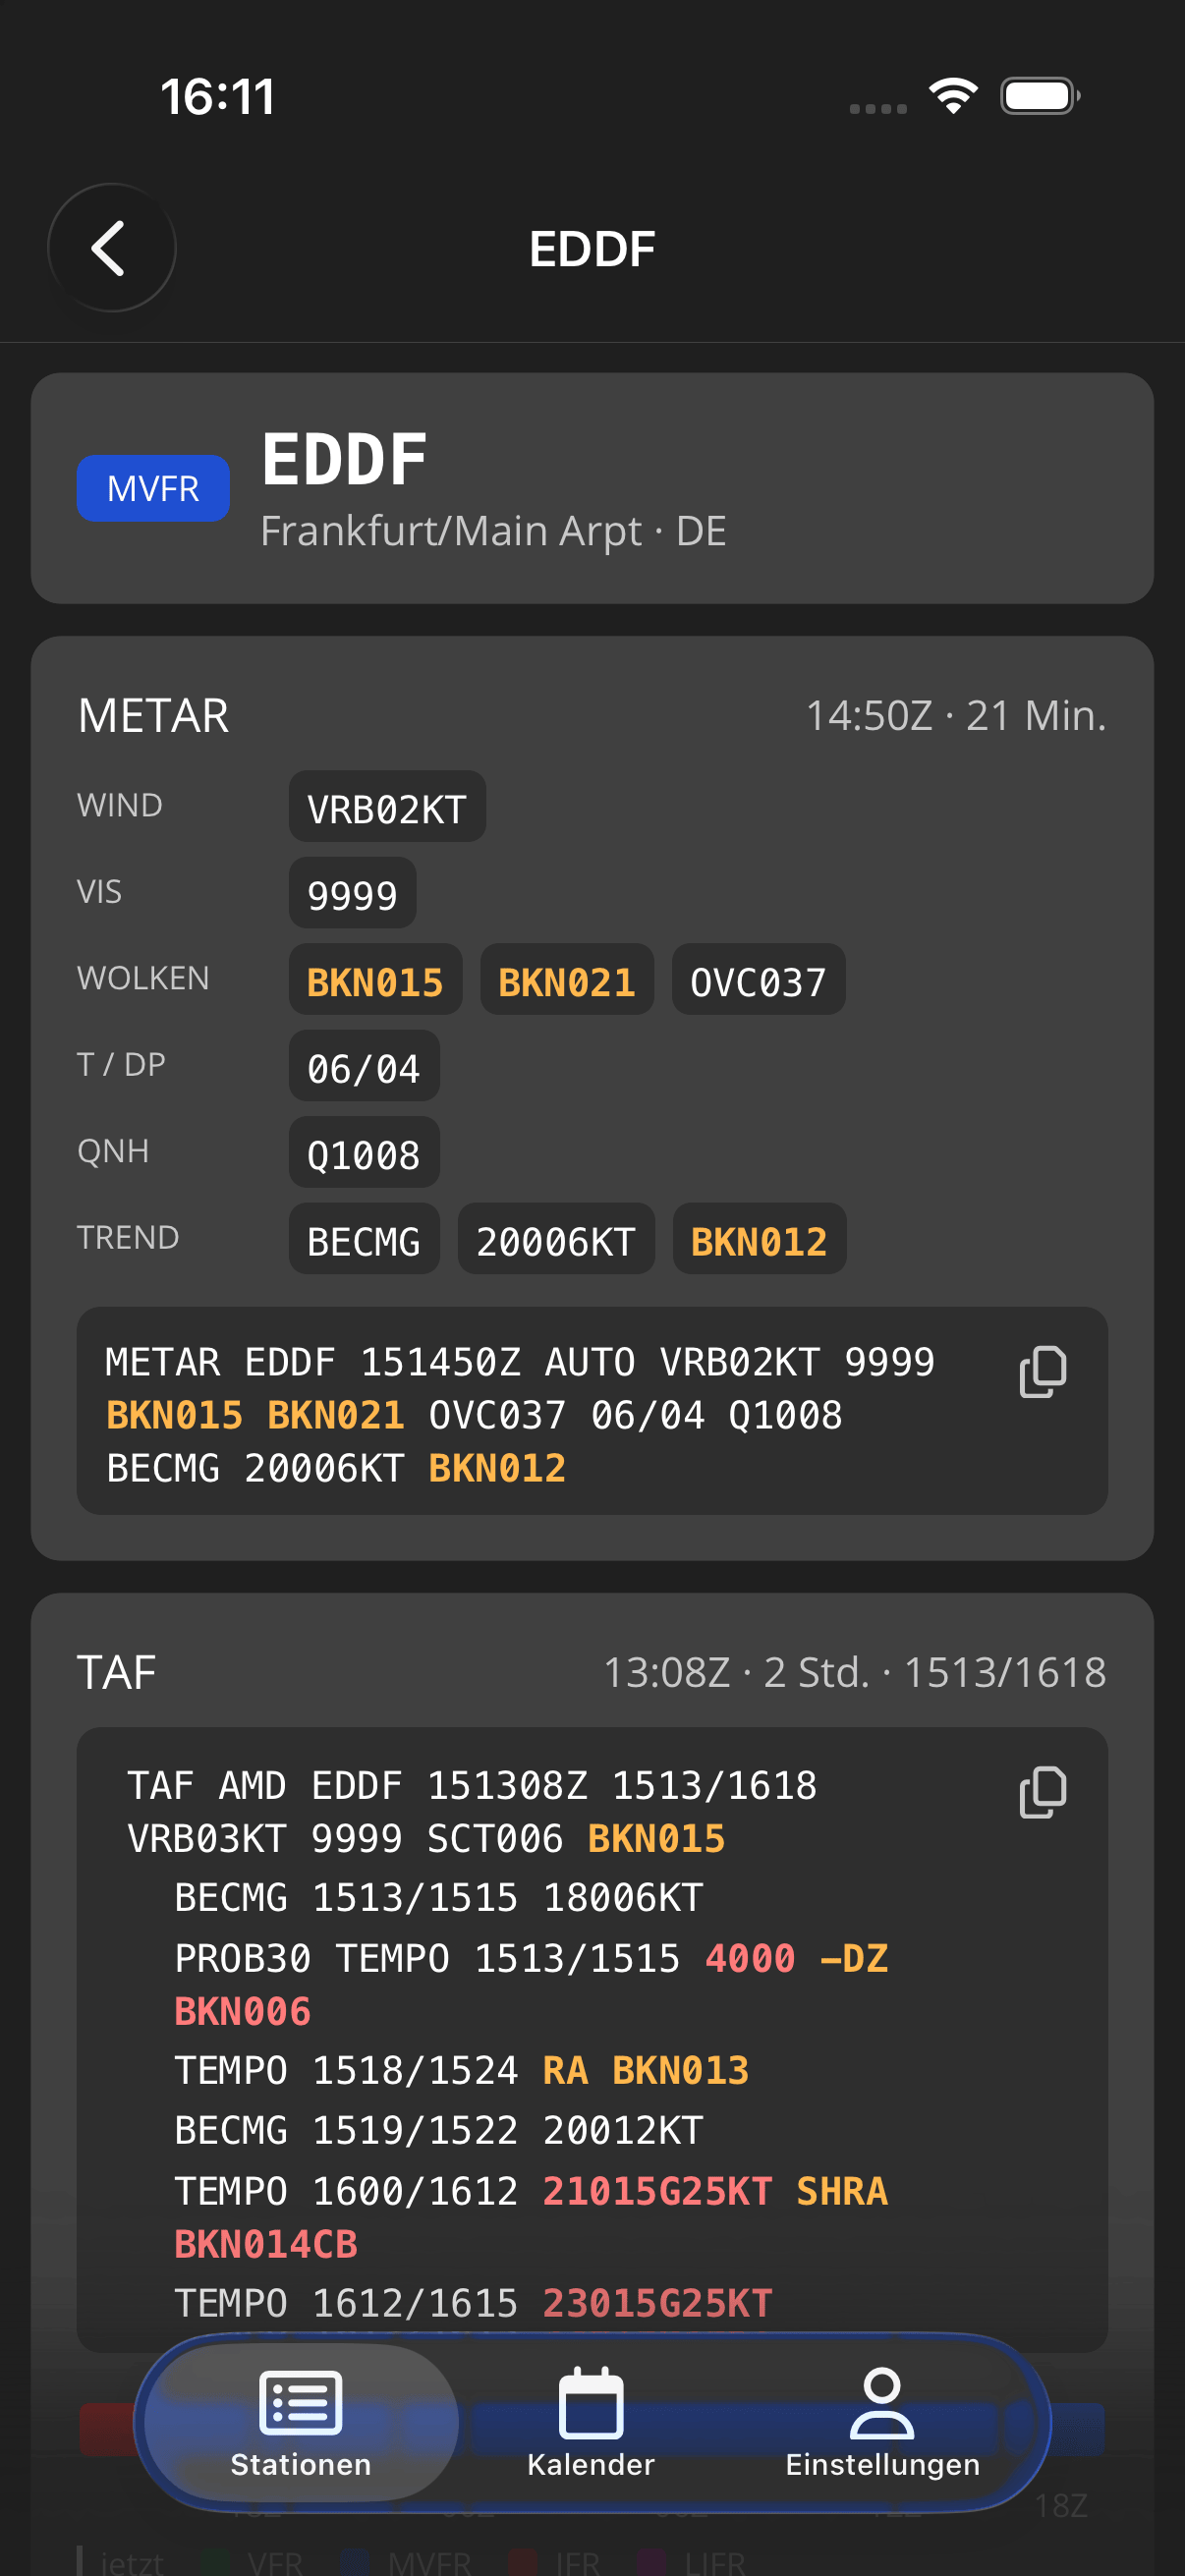 16:11
EDDF
MVFR
EDDF
Frankfurt/Main Arpt · DE
METAR
14:50Z · 21 Min.
WIND
VRB02KT
VIS
9999
WOLKEN
BKN015 BKN021 OVC037
T / DP
06/04
QNH
Q1008
TREND
BECMG 20006KT BKN012
METAR EDDF 151450Z AUTO VRB02KT 9999
BKN015 BKN021 OVC037 06/04 Q1008
BECMG 20006KT BKN012
TAF
13:08Z · 2 Std. · 1513/1618
TAF AMD EDDF 151308Z 1513/1618
VRB03KT 9999 SCT006 BKN015
BECMG 1513/1515 18006KT
PROB30 TEMPO 1513/1515 4000 –DZ
BKN006
TEMPO 1518/1524 RA BKN013
BECMG 1519/1522 20012KT
TEMPO 1600/1612 21015G25KT SHRA
BKN014CB
TEMPO 1612/1615 23015G25KT
Stationen
Kalender
Einstellungen
18Z
jetzt VFR MVFR IFR LIFR